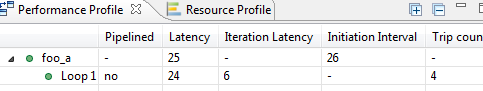 Performance Profile Resource Profile
Pipelined Latency Iteration Latency Initiation Interval Trip coun
foo_a - 25 - 26 -
Loop 1 no 24 6 - 4